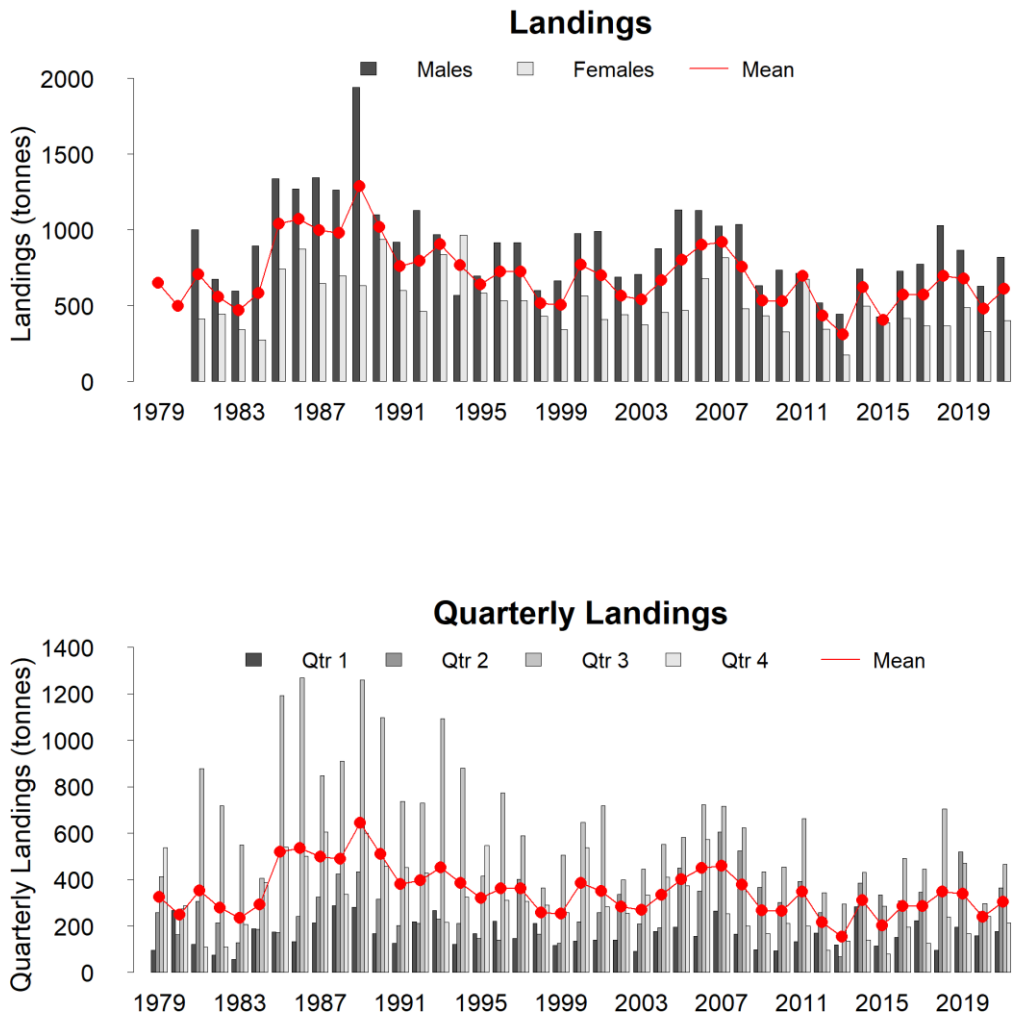 Landings
Males Females Mean
Landings (tonnes)
2000
1500
1000
500
0
1979 1983 1987 1991 1995 1999 2003 2007 2011 2015 2019
Quarterly Landings
Qtr 1 Qtr 2 Qtr 3 Qtr 4 Mean
Quarterly Landings (tonnes)
1400
1200
1000
800
600
400
200
0
1979 1983 1987 1991 1995 1999 2003 2007 2011 2015 2019